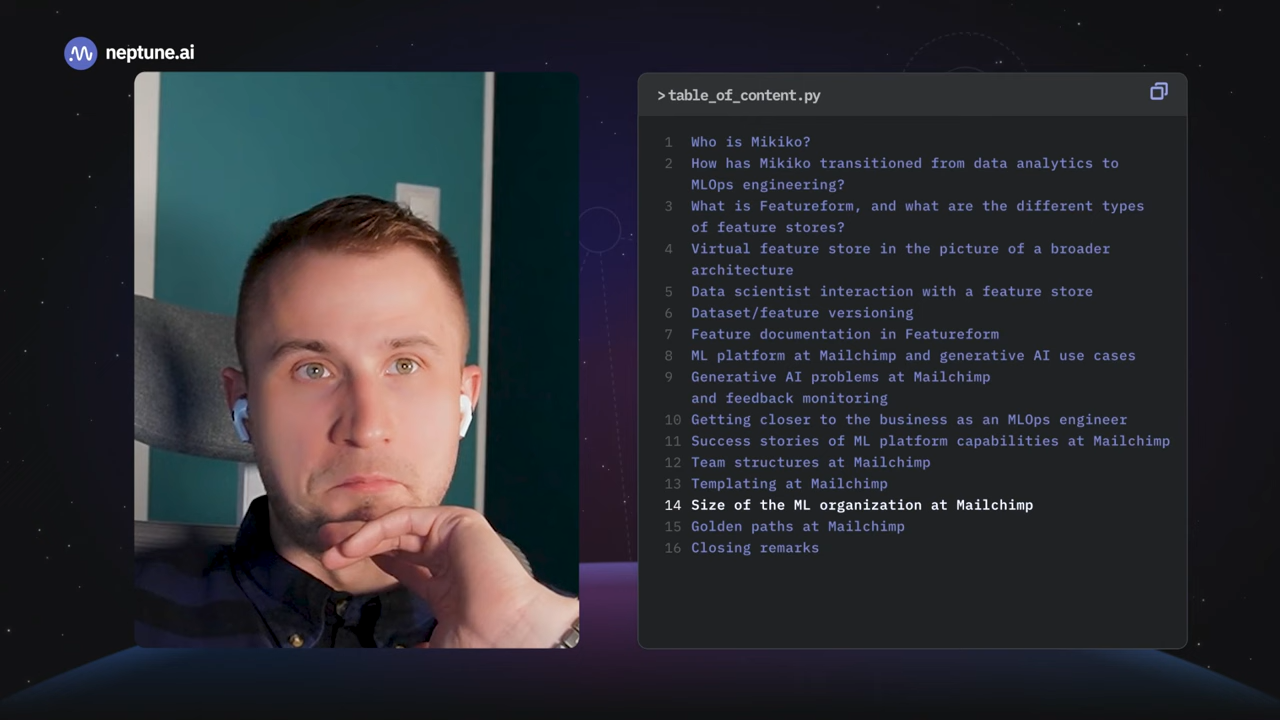 neptune.ai
>table_of_content.py
1 Who is Mikiko?
2 How has Mikiko transitioned from data analytics to
MLOps engineering?
3 What is Featureform, and what are the different types
of feature stores?
4 Virtual feature store in the picture of a broader
architecture
5 Data scientist interaction with a feature store
6 Dataset/feature versioning
7 Feature documentation in Featureform
8 ML platform at Mailchimp and generative AI use cases
9 Generative AI problems at Mailchimp
and feedback monitoring
10 Getting closer to the business as an MLOps engineer
11 Success stories of ML platform capabilities at Mailchimp
12 Team structures at Mailchimp
13 Templating at Mailchimp
14 Size of the ML organization at Mailchimp
15 Golden paths at Mailchimp
16 Closing remarks